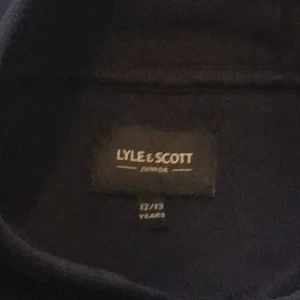 LYLE & SCOTT
JUNIOR
12/13
YEARS